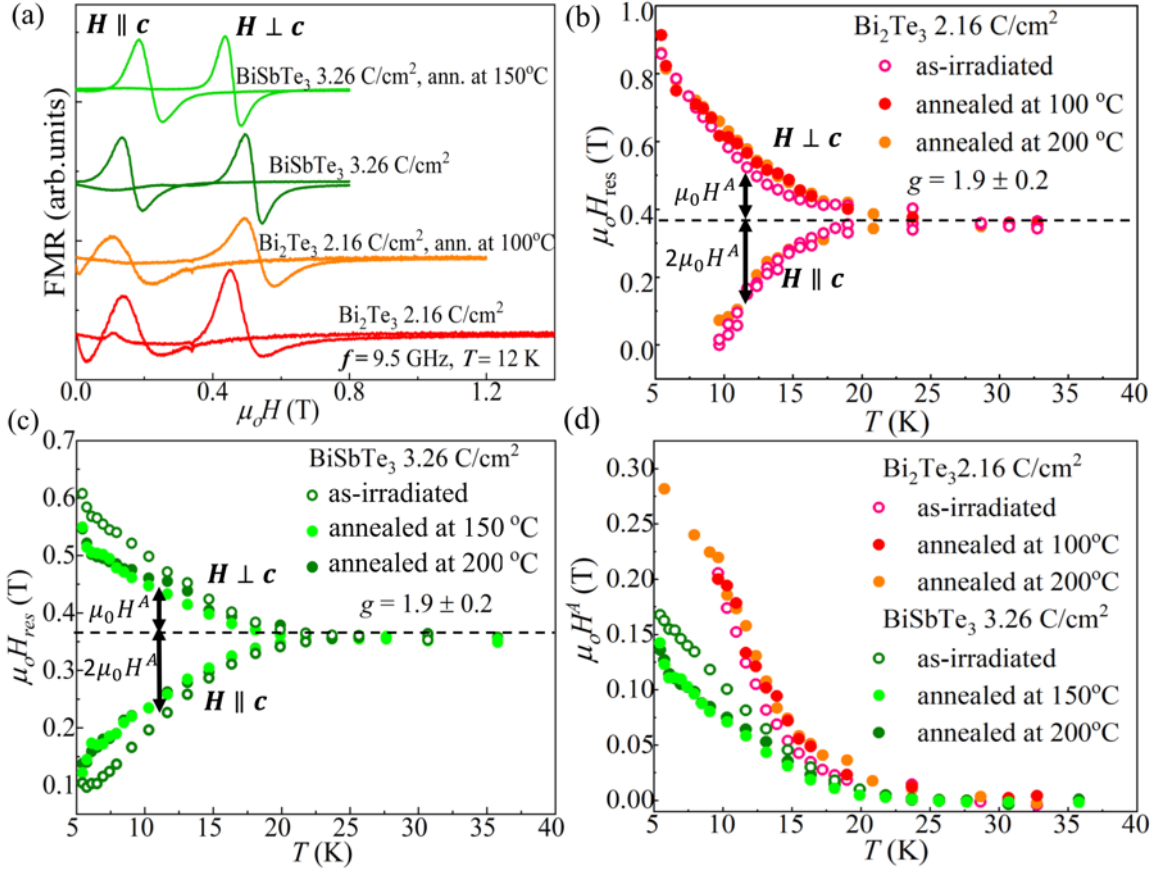 (a)
H ∥ c H ⊥ c
BiSbTe₃ 3.26 C/cm², ann. at 150°C
BiSbTe₃ 3.26 C/cm²
Bi₂Te₃ 2.16 C/cm², ann. at 100°C
Bi₂Te₃ 2.16 C/cm²
f = 9.5 GHz, T = 12 K
FMR (arb.units)
0.0 0.4 0.8 1.2
μₒH (T)
(b)
Bi₂Te₃ 2.16 C/cm²
as-irradiated
annealed at 100 °C
annealed at 200 °C
H ⊥ c
g = 1.9 ± 0.2
μ₀Hᴬ
2μ₀Hᴬ
H ∥ c
μₒHres (T)
1.0
0.8
0.6
0.4
0.2
0.0
5 10 15 20 25 30 35 40
T (K)
(c)
BiSbTe₃ 3.26 C/cm²
as-irradiated
annealed at 150 °C
annealed at 200 °C
H ⊥ c
g = 1.9 ± 0.2
μ₀Hᴬ
2μ₀Hᴬ
H ∥ c
μₒHres (T)
0.7
0.6
0.5
0.4
0.3
0.2
0.1
5 10 15 20 25 30 35 40
T (K)
(d)
Bi₂Te₃2.16 C/cm²
as-irradiated
annealed at 100°C
annealed at 200°C
BiSbTe₃ 3.26 C/cm²
as-irradiated
annealed at 150°C
annealed at 200°C
μₒHᴬ (T)
0.30
0.25
0.20
0.15
0.10
0.05
0.00
5 10 15 20 25 30 35 40
T (K)